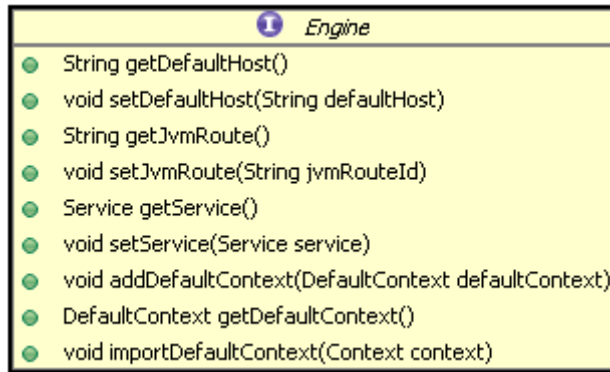 I Engine
String getDefaultHost()
void setDefaultHost(String defaultHost)
String getJvmRoute()
void setJvmRoute(String jvmRouteId)
Service getService()
void setService(Service service)
void addDefaultContext(DefaultContext defaultContext)
DefaultContext getDefaultContext()
void importDefaultContext(Context context)